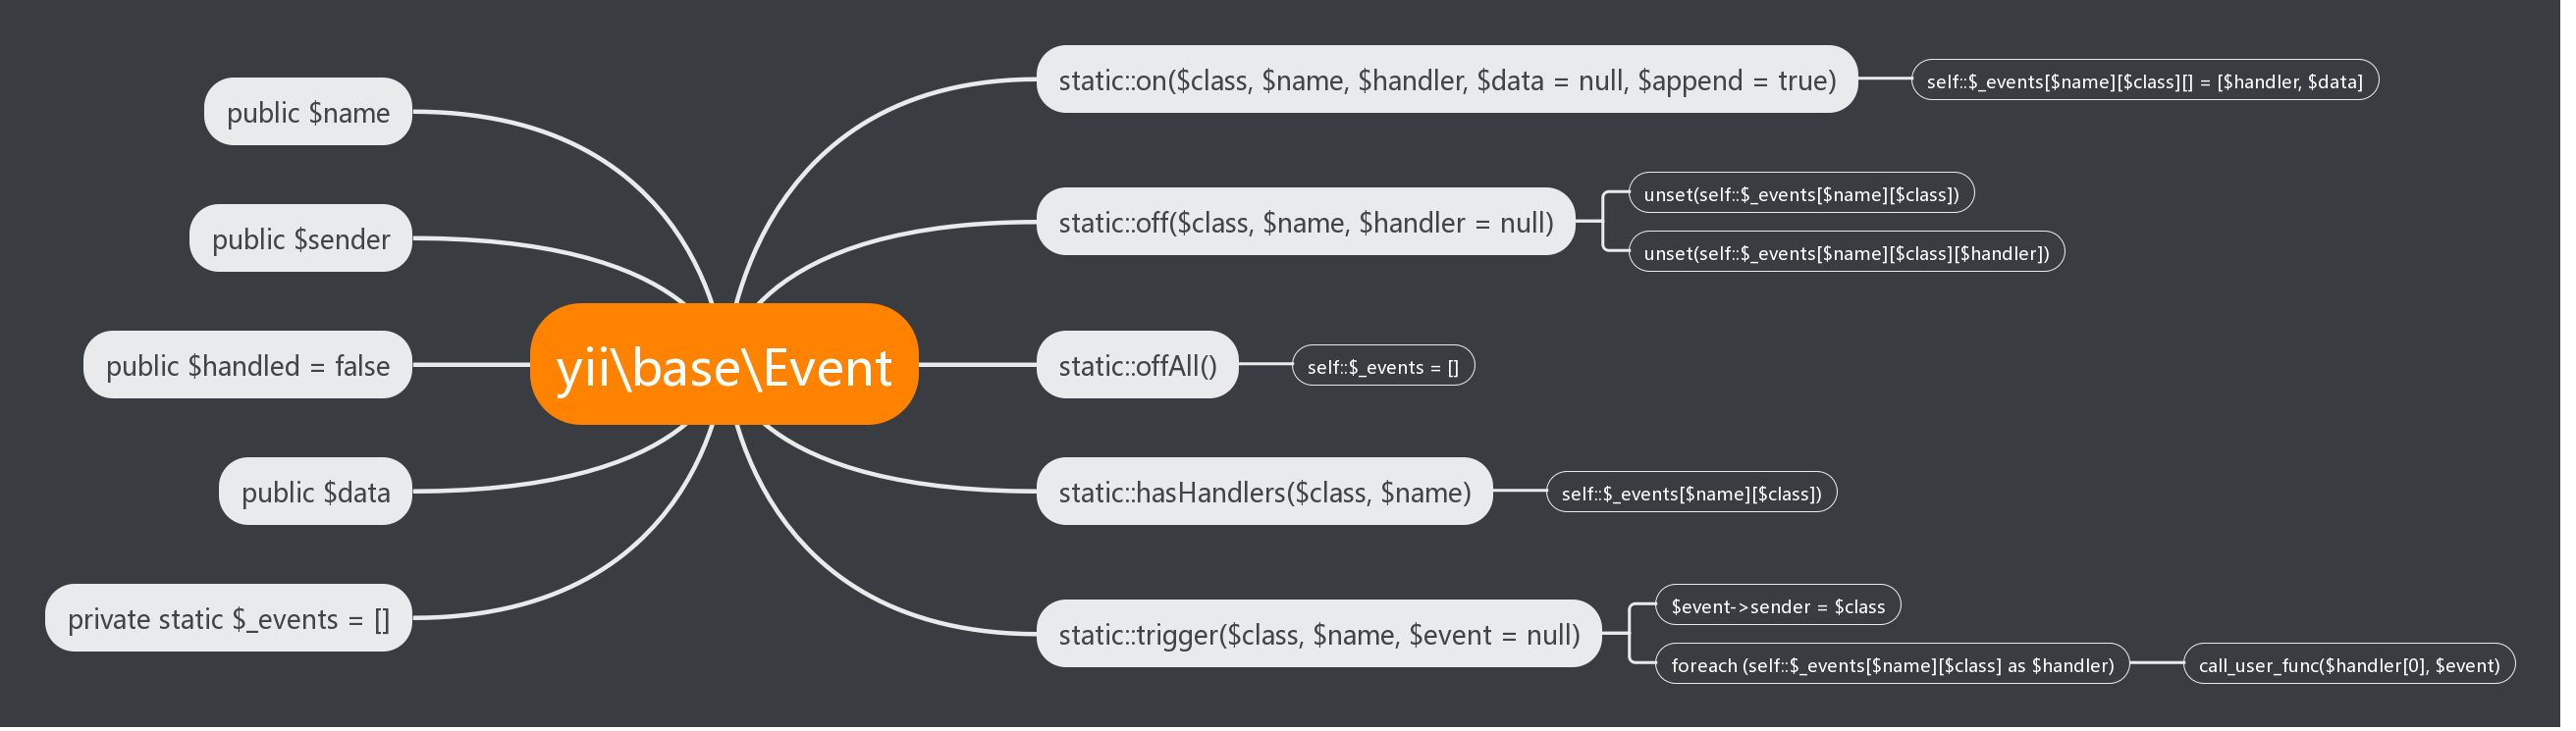 public $name
public $sender
public $handled = false
public $data
private static $_events = []
yii\base\Event
static::on($class, $name, $handler, $data = null, $append = true)
self::$_events[$name][$class][] = [$handler, $data]
static::off($class, $name, $handler = null)
unset(self::$_events[$name][$class])
unset(self::$_events[$name][$class][$handler])
static::offAll()
self::$_events = []
static::hasHandlers($class, $name)
self::$_events[$name][$class])
static::trigger($class, $name, $event = null)
$event->sender = $class
foreach (self::$_events[$name][$class] as $handler)
call_user_func($handler[0], $event)